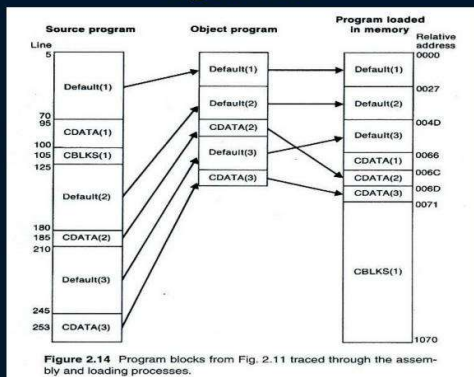 Source program
Object program
Program loaded
in memory
Line
Relative
address
5
Default(1)
70
95
CDATA(1)
100
105
CBLKS(1)
125
Default(2)
180
185
CDATA(2)
210
Default(3)
245
253
CDATA(3)
Default(1)
Default(2)
CDATA(2)
Default(3)
CDATA(3)
0000
Default(1)
0027
Default(2)
004D
Default(3)
0066
CDATA(1)
006C
CDATA(2)
006D
CDATA(3)
0071
CBLKS(1)
1070
Figure 2.14 Program blocks from Fig. 2.11 traced through the assem-
bly and loading processes.